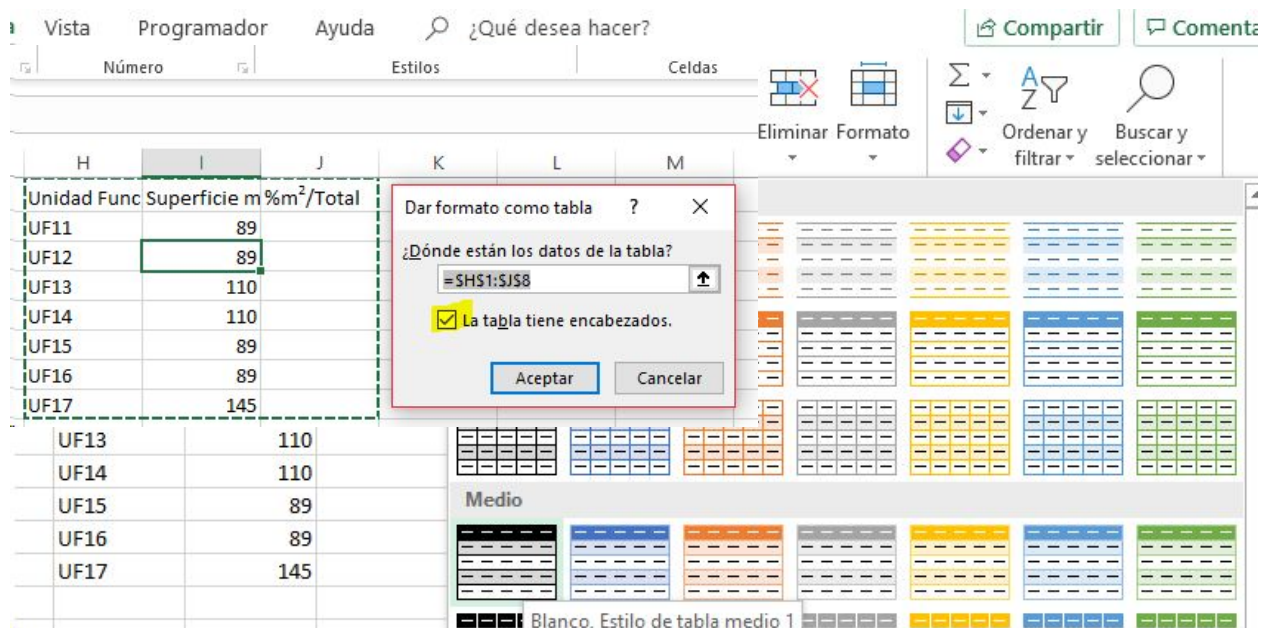 Vista Programador Ayuda ¿Qué desea hacer? Compartir
Número Estilos Celdas
Eliminar Formato Ordenar y filtrar Buscar y seleccionar
H I J K L M
Unidad Func Superficie m %m²/Total
UF11 89
UF12 89
UF13 110
UF14 110
UF15 89
UF16 89
UF17 145
Dar formato como tabla ? X
¿Dónde están los datos de la tabla?
=$H$1:$J$8
La tabla tiene encabezados.
Aceptar Cancelar
UF13 110
UF14 110
UF15 89
UF16 89
UF17 145
Medio
Blanco, Estilo de tabla medio 1